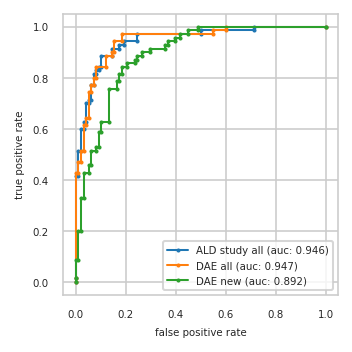 1.0
0.8
0.6
0.4
0.2
0.0
true positive rate
ALD study all (auc: 0.946)
DAE all (auc: 0.947)
DAE new (auc: 0.892)
0.0 0.2 0.4 0.6 0.8 1.0
false positive rate